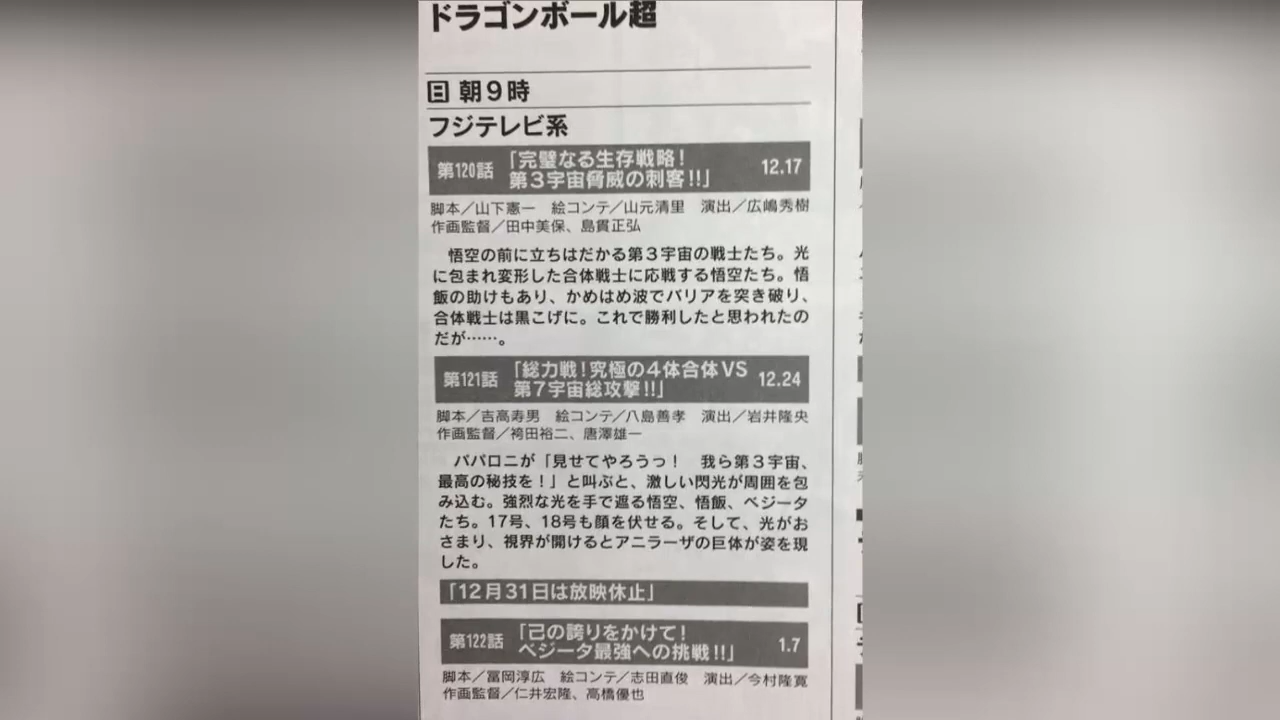 ドラゴンボール超
日 朝9時
フジテレビ系
第120話 「完璧なる生存戦略!
第3宇宙脅威の刺客!!」 12.17
脚本/山下憲一 絵コンテ/山元清里 演出/広嶋秀樹
作画監督/田中美保、島貫正弘
悟空の前に立ちはだかる第3宇宙の戦士たち。光
に包まれ変形した合体戦士に応戦する悟空たち。悟
飯の助けもあり、かめはめ波でバリアを突き破り、
合体戦士は黒こげに。これで勝利したと思われたの
だが……。
第121話 「総力戦!究極の4体合体VS
第7宇宙総攻撃!!」 12.24
脚本/吉高寿男 絵コンテ/八島善孝 演出/岩井隆央
作画監督/袴田裕二、唐澤雄一
パパロニが「見せてやろうっ! 我ら第3宇宙、
最高の秘技を!」と叫ぶと、激しい閃光が周囲を包
み込む。強烈な光を手で遮る悟空、悟飯、ベジータ
たち。17号、18号も顔を伏せる。そして、光がお
さまり、視界が開けるとアニラーザの巨体が姿を現
した。
「12月31日は放映休止」
第122話 「己の誇りをかけて!
ベジータ最強への挑戦!!」 1.7
脚本/冨岡淳広 絵コンテ/志田直俊 演出/今村隆寛
作画監督/仁井宏隆、高橋優也